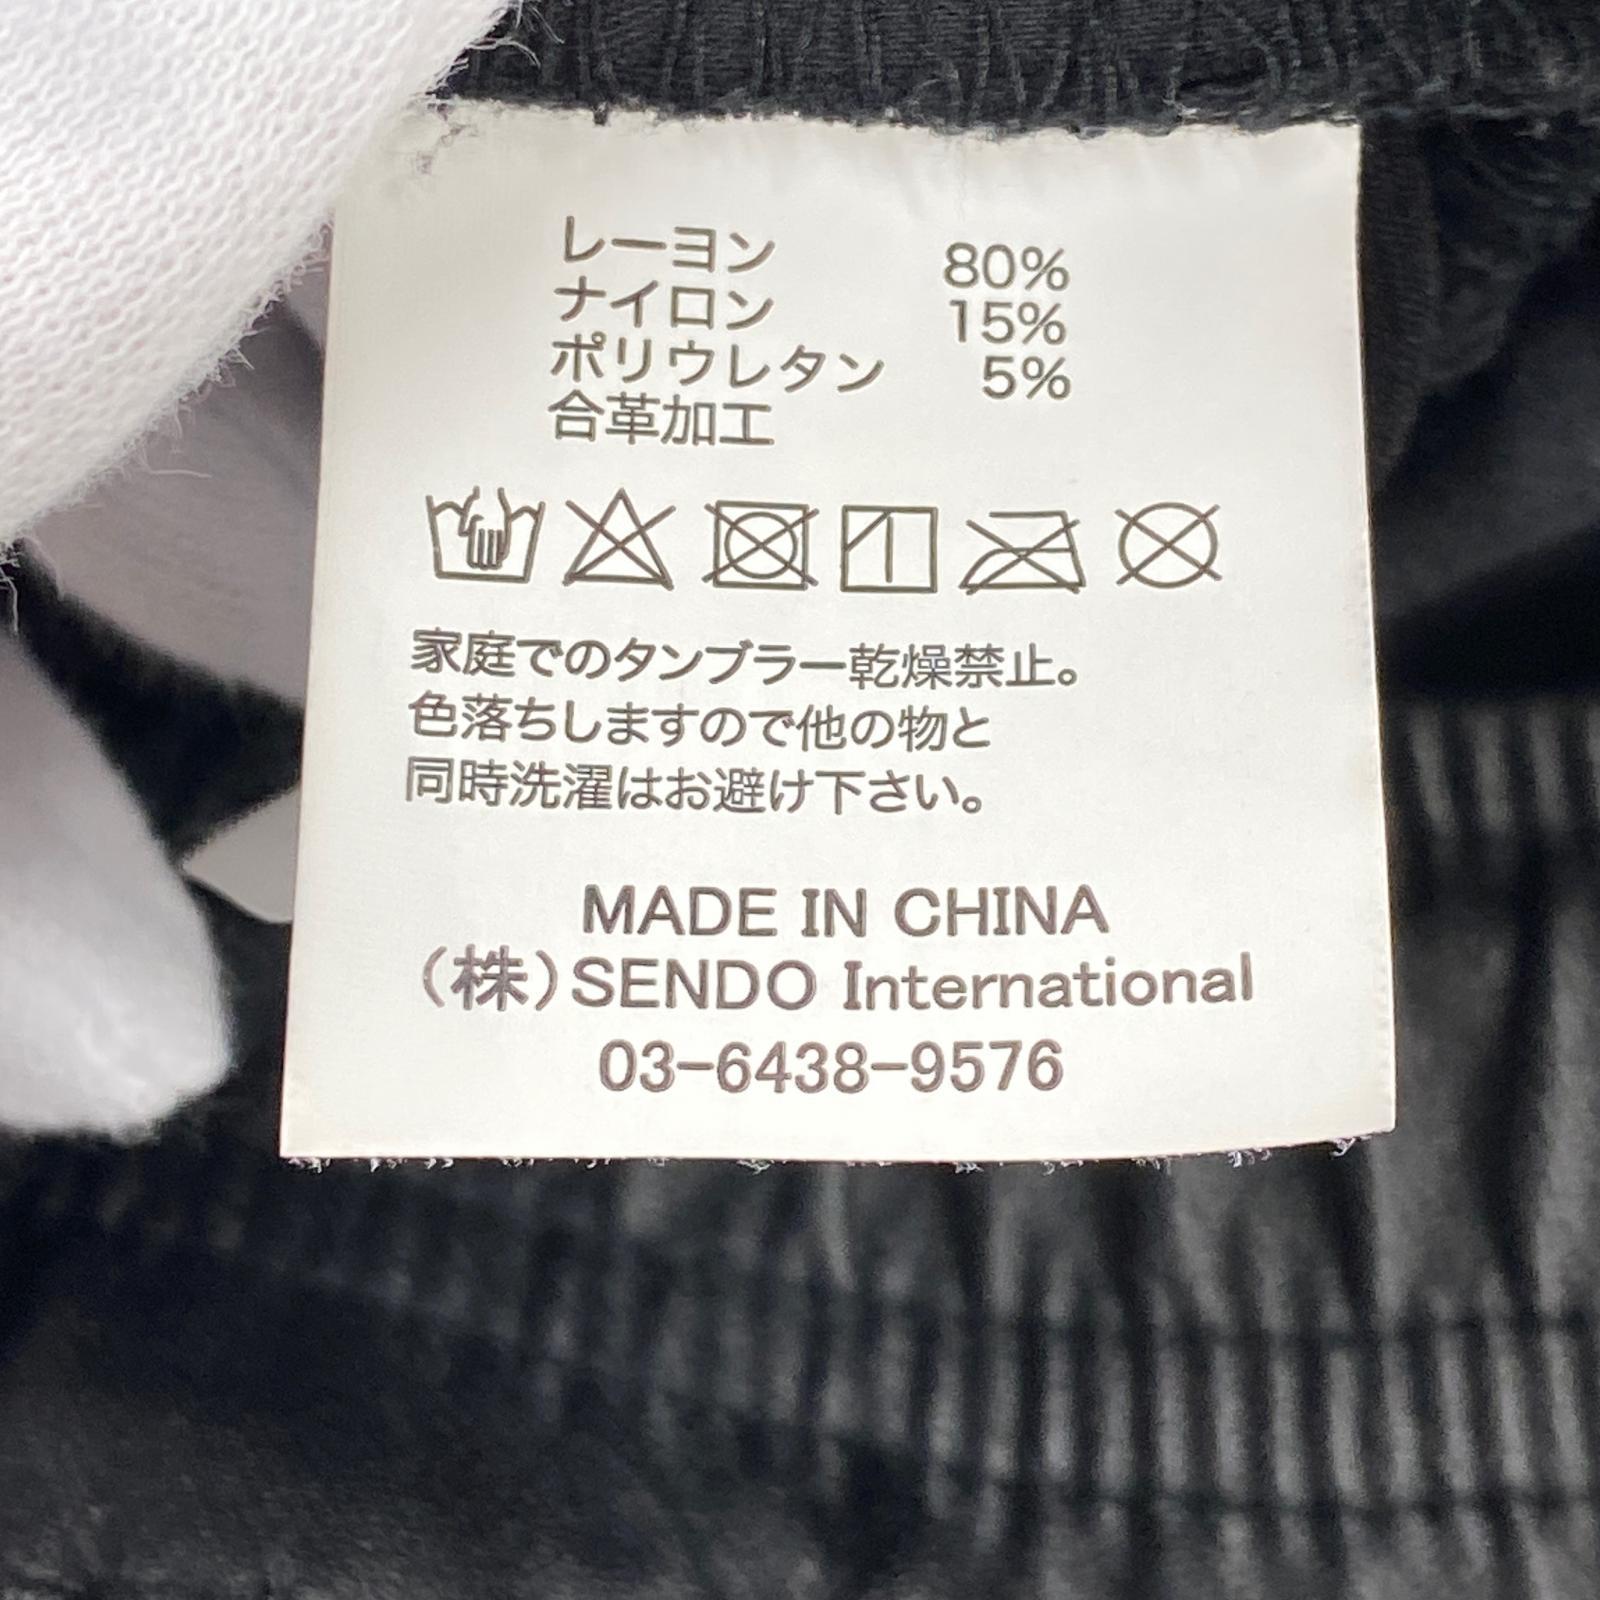 レーヨン 80%
ナイロン 15%
ポリウレタン 5%
合革加工
家庭でのタンブラー乾燥禁止。
色落ちしますので他の物と
同時洗濯はお避け下さい。
MADE IN CHINA
(株)SENDO International
03-6438-9576